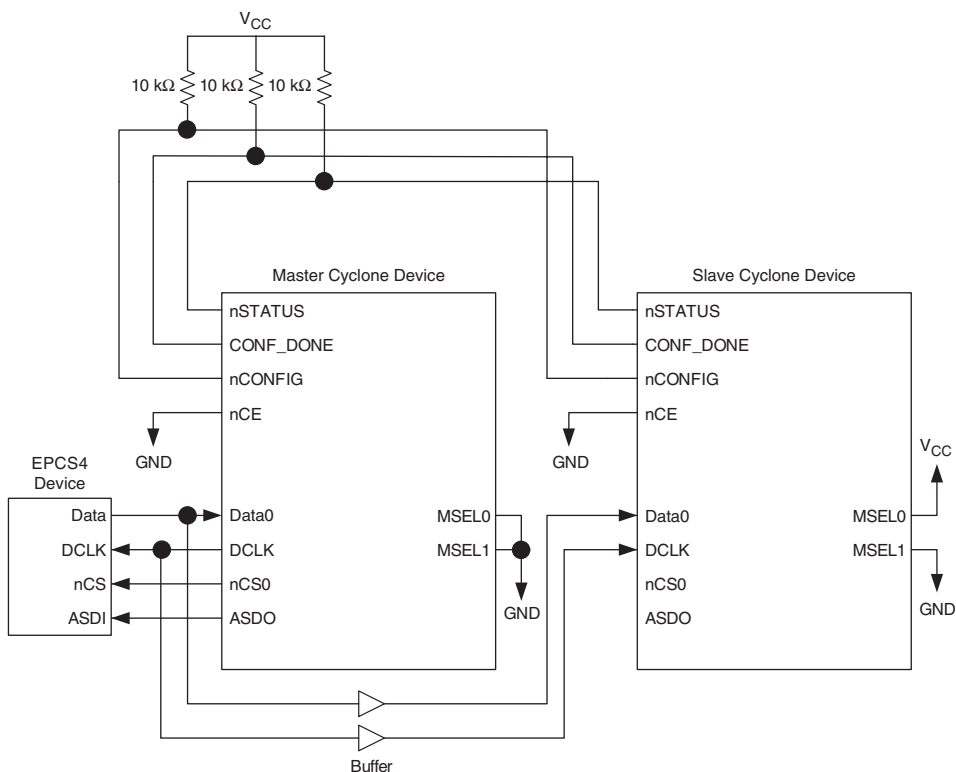 VCC
10 kΩ 10 kΩ 10 kΩ
Master Cyclone Device
Slave Cyclone Device
nSTATUS
CONF_DONE
nCONFIG
nCE
GND
nSTATUS
CONF_DONE
nCONFIG
nCE
GND
EPCS4
Device
Data
DCLK
nCS
ASDI
Data0
DCLK
nCS0
ASDO
MSEL0
MSEL1
GND
Data0
DCLK
nCS0
ASDO
VCC
MSEL0
MSEL1
GND
Buffer